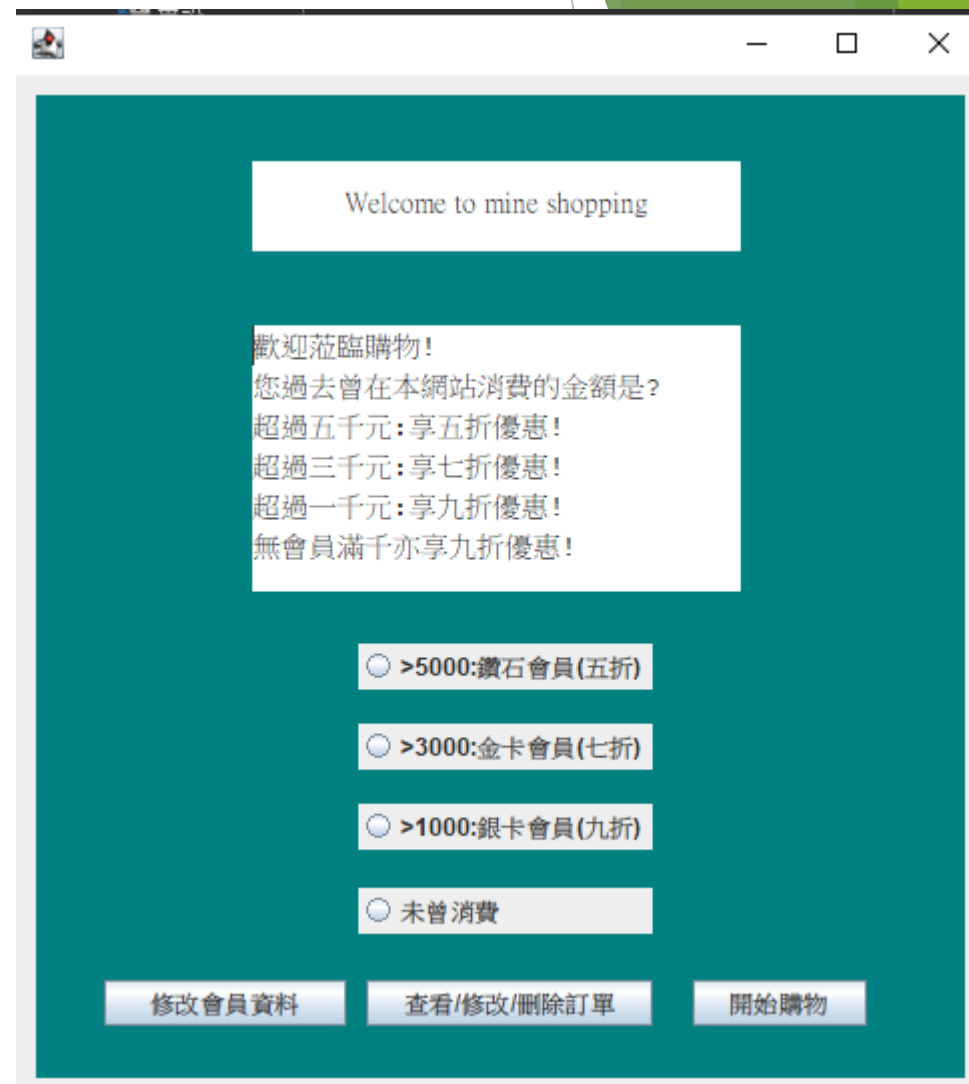 Welcome to mine shopping
歡迎蒞臨購物!
您過去曾在本網站消費的金額是?
超過五千元:享五折優惠!
超過三千元:享七折優惠!
超過一千元:享九折優惠!
無會員滿千亦享九折優惠!
>5000:鑽石會員(五折)
>3000:金卡會員(七折)
>1000:銀卡會員(九折)
未曾消費
修改會員資料 查看/修改/刪除訂單 開始購物